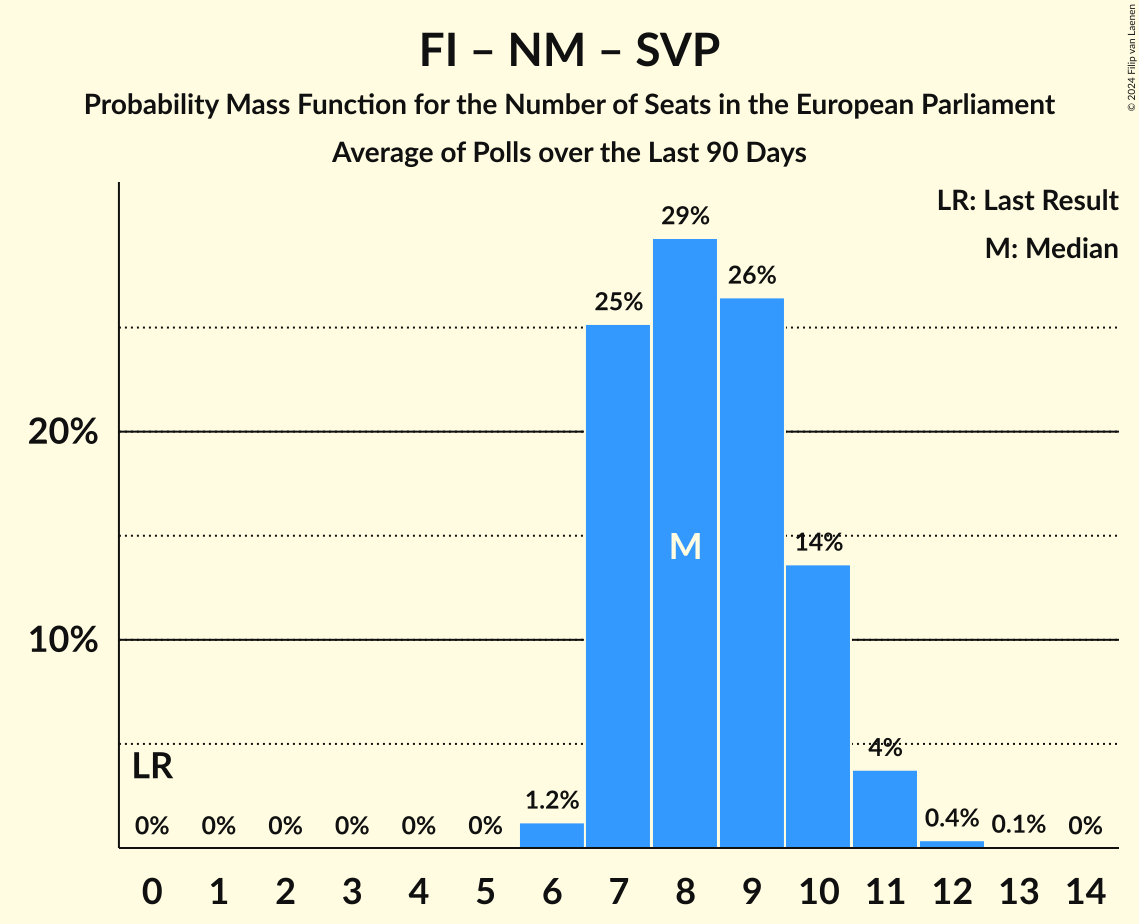 FI – NM – SVP
Probability Mass Function for the Number of Seats in the European Parliament
Average of Polls over the Last 90 Days
© 2024 Filip van Laenen
LR: Last Result
M: Median
29%
26%
25%
20%
M
14%
10%
4%
LR
1.2%
0% 0% 0% 0% 0% 0% 0.4% 0.1% 0%
0 1 2 3 4 5 6 7 8 9 10 11 12 13 14